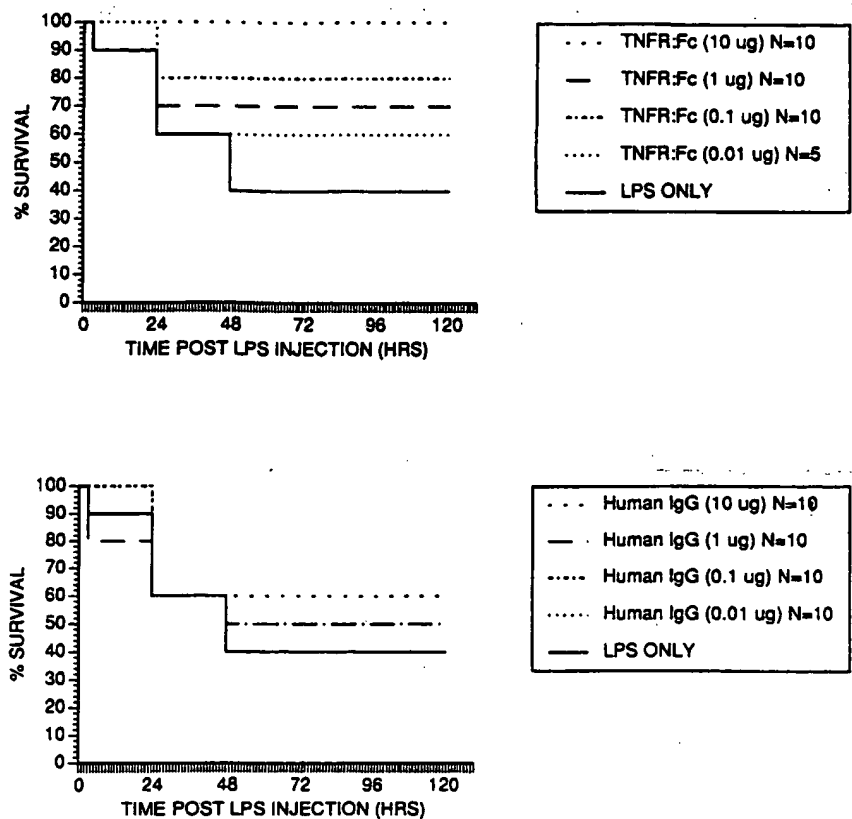 100
90
80
70
60
50
40
30
20
10
0
% SURVIVAL
0 24 48 72 96 120
TIME POST LPS INJECTION (HRS)
TNFR:Fc (10 ug) N=10
TNFR:Fc (1 ug) N=10
TNFR:Fc (0.1 ug) N=10
TNFR:Fc (0.01 ug) N=5
LPS ONLY
100
90
80
70
60
50
40
30
20
10
0
% SURVIVAL
0 24 48 72 96 120
TIME POST LPS INJECTION (HRS)
Human IgG (10 ug) N=10
Human IgG (1 ug) N=10
Human IgG (0.1 ug) N=10
Human IgG (0.01 ug) N=10
LPS ONLY